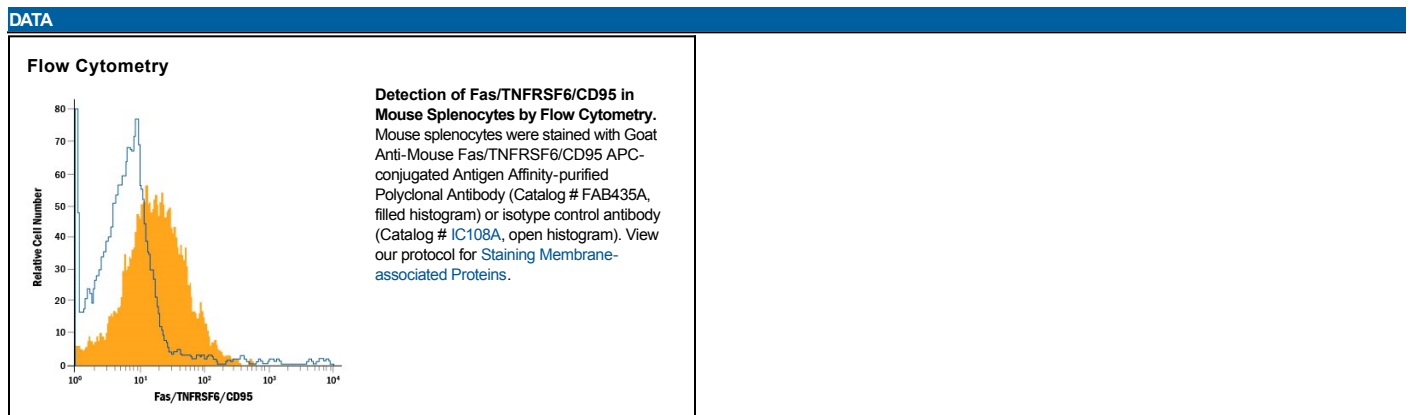 DATA
Flow Cytometry
Detection of Fas/TNFRSF6/CD95 in
Mouse Splenocytes by Flow Cytometry.
Mouse splenocytes were stained with Goat
Anti-Mouse Fas/TNFRSF6/CD95 APC-
conjugated Antigen Affinity-purified
Polyclonal Antibody (Catalog # FAB435A,
filled histogram) or isotype control antibody
(Catalog # IC108A, open histogram). View
our protocol for Staining Membrane-
associated Proteins.
Relative Cell Number
80
70
60
50
40
30
20
10
0
10⁰ 10¹ 10² 10³ 10⁴
Fas/TNFRSF6/CD95